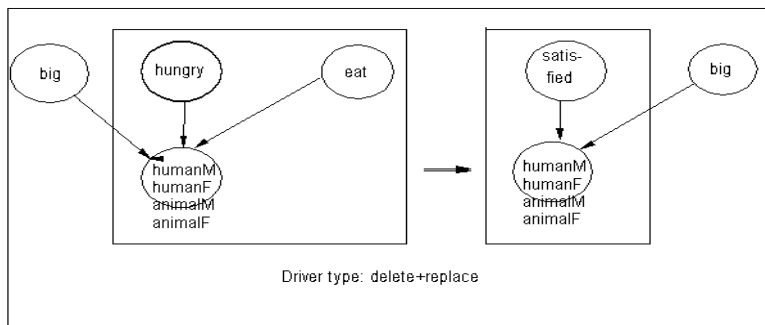 big
hungry
eat
humanM
humanF
animalM
animalF
satis-
fied
big
humanM
humanF
animalM
animalF
Driver type: delete+replace